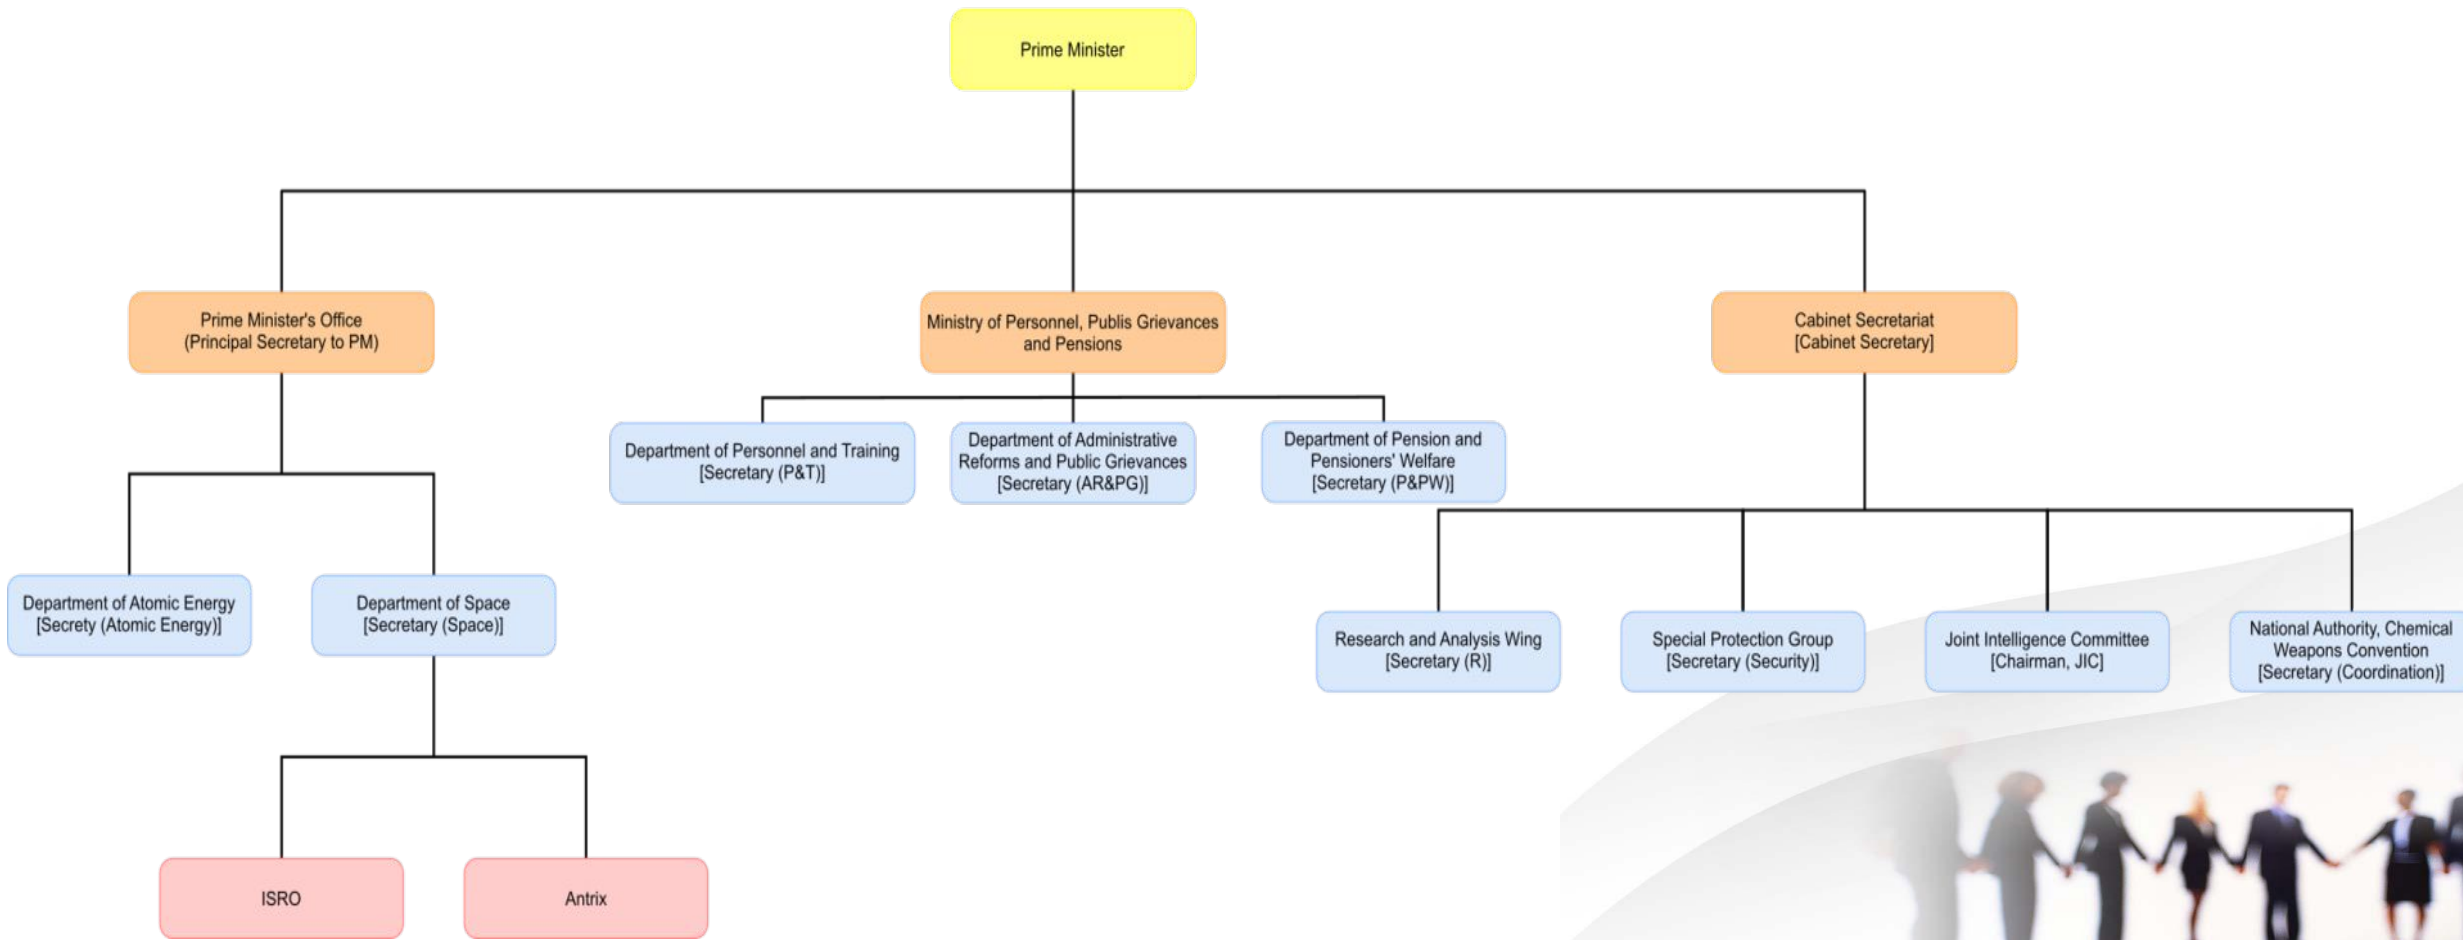 Prime Minister
Prime Minister's Office
(Principal Secretary to PM)
Ministry of Personnel, Publis Grievances
and Pensions
Cabinet Secretariat
[Cabinet Secretary]
Department of Personnel and Training
[Secretary (P&T)]
Department of Administrative
Reforms and Public Grievances
[Secretary (AR&PG)]
Department of Pension and
Pensioners' Welfare
[Secretary (P&PW)]
Department of Atomic Energy
[Secrety (Atomic Energy)]
Department of Space
[Secretary (Space)]
Research and Analysis Wing
[Secretary (R)]
Special Protection Group
[Secretary (Security)]
Joint Intelligence Committee
[Chairman, JIC]
National Authority, Chemical
Weapons Convention
[Secretary (Coordination)]
ISRO
Antrix